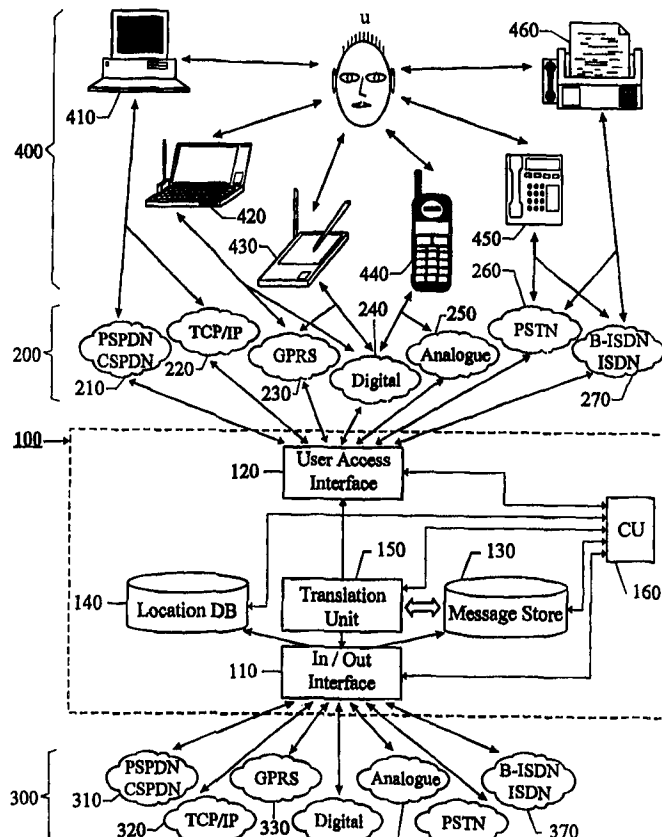 u
460
410
400
420
430
440
450
260
240
250
PSPDN
CSPDN
TCP/IP
GPRS
Digital
Analogue
PSTN
B-ISDN
ISDN
200
210
220
230
270
100
120
User Access
Interface
CU
160
150
130
140
Location DB
Translation
Unit
Message Store
110
In / Out
Interface
300
PSPDN
CSPDN
GPRS
Analogue
B-ISDN
ISDN
310
320
TCP/IP
330
Digital
PSTN
370